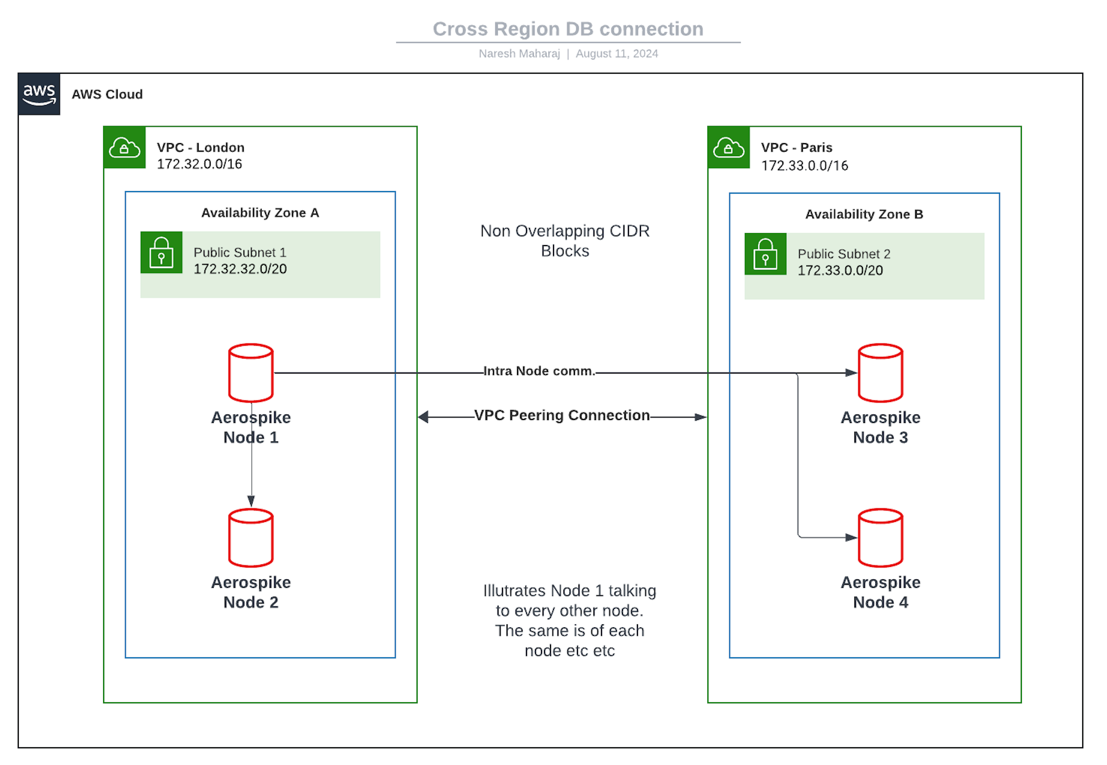 Cross Region DB connection
Naresh Maharaj | August 11, 2024
aws
AWS Cloud
VPC - London
172.32.0.0/16
VPC - Paris
172.33.0.0/16
Availability Zone A
Availability Zone B
Public Subnet 1
172.32.32.0/20
Non Overlapping CIDR
Blocks
Public Subnet 2
172.33.0.0/20
Intra Node comm.
VPC Peering Connection
Aerospike
Node 1
Aerospike
Node 3
Aerospike
Node 2
Illutrates Node 1 talking
to every other node.
The same is of each
node etc etc
Aerospike
Node 4